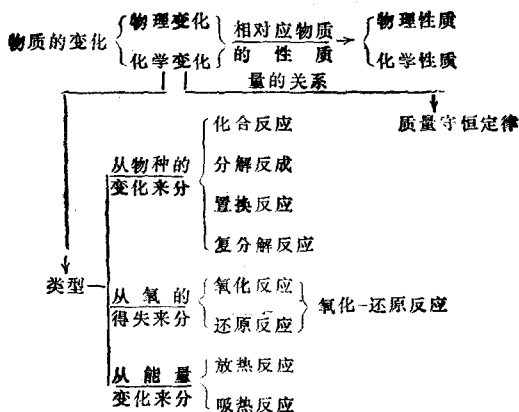 物理变化 相对应物质 物理性质
物质的变化
化学变化 的性质 化学性质
量的关系
化合反应 质量守恒定律
从物种的 分解反成
变化来分
置换反应
复分解反应
类型
从氧的 氧化反应
得失来分 还原反应 氧化-还原反应
从能量 放热反应
变化来分 吸热反应